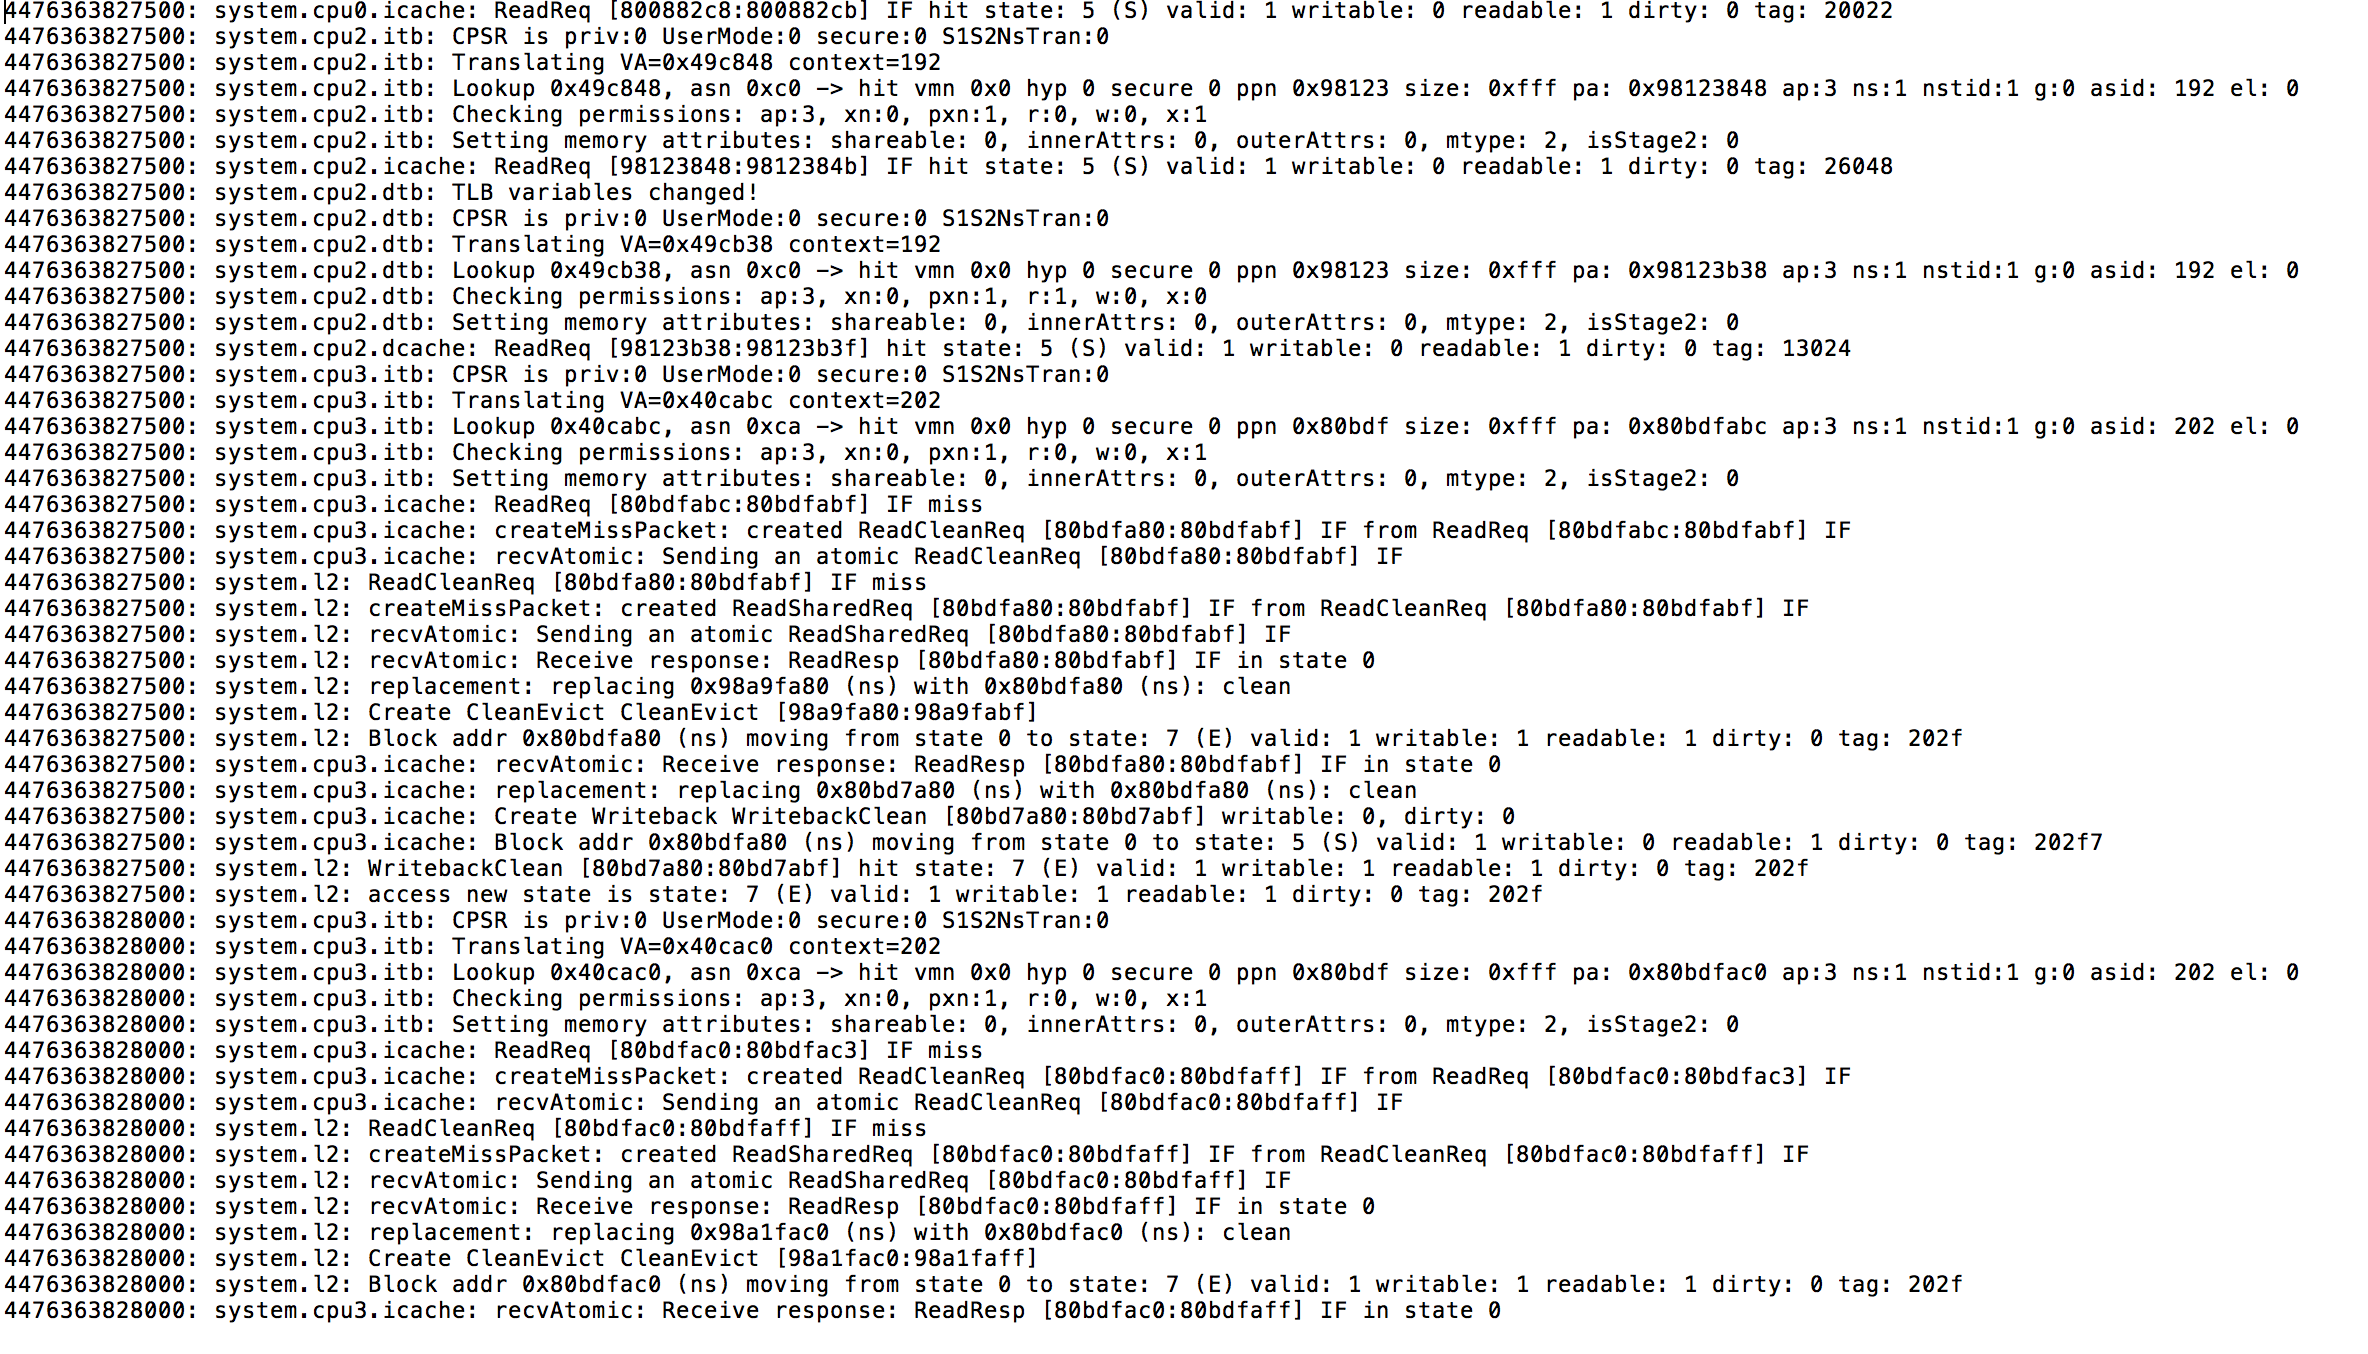 4476363827500: system.cpu0.icache: ReadReq [800882c8:800882cb] IF hit state: 5 (S) valid: 1 writable: 0 readable: 1 dirty: 0 tag: 20022
4476363827500: system.cpu2.itb: CPSR is priv:0 UserMode:0 secure:0 S1S2NsTran:0
4476363827500: system.cpu2.itb: Translating VA=0x49c848 context=192
4476363827500: system.cpu2.itb: Lookup 0x49c848, asn 0xc0 -> hit vmn 0x0 hyp 0 secure 0 ppn 0x98123 size: 0xfff pa: 0x98123848 ap:3 ns:1 nstid:1 g:0 asid: 192 el: 0
4476363827500: system.cpu2.itb: Checking permissions: ap:3, xn:0, pxn:1, r:0, w:0, x:1
4476363827500: system.cpu2.itb: Setting memory attributes: shareable: 0, innerAttrs: 0, outerAttrs: 0, mtype: 2, isStage2: 0
4476363827500: system.cpu2.icache: ReadReq [98123848:9812384b] IF hit state: 5 (S) valid: 1 writable: 0 readable: 1 dirty: 0 tag: 26048
4476363827500: system.cpu2.dtb: TLB variables changed!
4476363827500: system.cpu2.dtb: CPSR is priv:0 UserMode:0 secure:0 S1S2NsTran:0
4476363827500: system.cpu2.dtb: Translating VA=0x49cb38 context=192
4476363827500: system.cpu2.dtb: Lookup 0x49cb38, asn 0xc0 -> hit vmn 0x0 hyp 0 secure 0 ppn 0x98123 size: 0xfff pa: 0x98123b38 ap:3 ns:1 nstid:1 g:0 asid: 192 el: 0
4476363827500: system.cpu2.dtb: Checking permissions: ap:3, xn:0, pxn:1, r:1, w:0, x:0
4476363827500: system.cpu2.dtb: Setting memory attributes: shareable: 0, innerAttrs: 0, outerAttrs: 0, mtype: 2, isStage2: 0
4476363827500: system.cpu2.dcache: ReadReq [98123b38:98123b3f] hit state: 5 (S) valid: 1 writable: 0 readable: 1 dirty: 0 tag: 13024
4476363827500: system.cpu3.itb: CPSR is priv:0 UserMode:0 secure:0 S1S2NsTran:0
4476363827500: system.cpu3.itb: Translating VA=0x40cabc context=202
4476363827500: system.cpu3.itb: Lookup 0x40cabc, asn 0xca -> hit vmn 0x0 hyp 0 secure 0 ppn 0x80bdf size: 0xfff pa: 0x80bdfabc ap:3 ns:1 nstid:1 g:0 asid: 202 el: 0
4476363827500: system.cpu3.itb: Checking permissions: ap:3, xn:0, pxn:1, r:0, w:0, x:1
4476363827500: system.cpu3.itb: Setting memory attributes: shareable: 0, innerAttrs: 0, outerAttrs: 0, mtype: 2, isStage2: 0
4476363827500: system.cpu3.icache: ReadReq [80bdfabc:80bdfabf] IF miss
4476363827500: system.cpu3.icache: createMissPacket: created ReadCleanReq [80bdfa80:80bdfabf] IF from ReadReq [80bdfabc:80bdfabf] IF
4476363827500: system.cpu3.icache: recvAtomic: Sending an atomic ReadCleanReq [80bdfa80:80bdfabf] IF
4476363827500: system.l2: ReadCleanReq [80bdfa80:80bdfabf] IF miss
4476363827500: system.l2: createMissPacket: created ReadSharedReq [80bdfa80:80bdfabf] IF from ReadCleanReq [80bdfa80:80bdfabf] IF
4476363827500: system.l2: recvAtomic: Sending an atomic ReadSharedReq [80bdfa80:80bdfabf] IF
4476363827500: system.l2: recvAtomic: Receive response: ReadResp [80bdfa80:80bdfabf] IF in state 0
4476363827500: system.l2: replacement: replacing 0x98a9fa80 (ns) with 0x80bdfa80 (ns): clean
4476363827500: system.l2: Create CleanEvict CleanEvict [98a9fa80:98a9fabf]
4476363827500: system.l2: Block addr 0x80bdfa80 (ns) moving from state 0 to state: 7 (E) valid: 1 writable: 1 readable: 1 dirty: 0 tag: 202f
4476363827500: system.cpu3.icache: recvAtomic: Receive response: ReadResp [80bdfa80:80bdfabf] IF in state 0
4476363827500: system.cpu3.icache: replacement: replacing 0x80bd7a80 (ns) with 0x80bdfa80 (ns): clean
4476363827500: system.cpu3.icache: Create Writeback WritebackClean [80bd7a80:80bd7abf] writable: 0, dirty: 0
4476363827500: system.cpu3.icache: Block addr 0x80bdfa80 (ns) moving from state 0 to state: 5 (S) valid: 1 writable: 0 readable: 1 dirty: 0 tag: 202f7
4476363827500: system.l2: WritebackClean [80bd7a80:80bd7abf] hit state: 7 (E) valid: 1 writable: 1 readable: 1 dirty: 0 tag: 202f
4476363827500: system.l2: access new state is state: 7 (E) valid: 1 writable: 1 readable: 1 dirty: 0 tag: 202f
4476363828000: system.cpu3.itb: CPSR is priv:0 UserMode:0 secure:0 S1S2NsTran:0
4476363828000: system.cpu3.itb: Translating VA=0x40cac0 context=202
4476363828000: system.cpu3.itb: Lookup 0x40cac0, asn 0xca -> hit vmn 0x0 hyp 0 secure 0 ppn 0x80bdf size: 0xfff pa: 0x80bdfac0 ap:3 ns:1 nstid:1 g:0 asid: 202 el: 0
4476363828000: system.cpu3.itb: Checking permissions: ap:3, xn:0, pxn:1, r:0, w:0, x:1
4476363828000: system.cpu3.itb: Setting memory attributes: shareable: 0, innerAttrs: 0, outerAttrs: 0, mtype: 2, isStage2: 0
4476363828000: system.cpu3.icache: ReadReq [80bdfac0:80bdfac3] IF miss
4476363828000: system.cpu3.icache: createMissPacket: created ReadCleanReq [80bdfac0:80bdfaff] IF from ReadReq [80bdfac0:80bdfac3] IF
4476363828000: system.cpu3.icache: recvAtomic: Sending an atomic ReadCleanReq [80bdfac0:80bdfaff] IF
4476363828000: system.l2: ReadCleanReq [80bdfac0:80bdfaff] IF miss
4476363828000: system.l2: createMissPacket: created ReadSharedReq [80bdfac0:80bdfaff] IF from ReadCleanReq [80bdfac0:80bdfaff] IF
4476363828000: system.l2: recvAtomic: Sending an atomic ReadSharedReq [80bdfac0:80bdfaff] IF
4476363828000: system.l2: recvAtomic: Receive response: ReadResp [80bdfac0:80bdfaff] IF in state 0
4476363828000: system.l2: replacement: replacing 0x98a1fac0 (ns) with 0x80bdfac0 (ns): clean
4476363828000: system.l2: Create CleanEvict CleanEvict [98a1fac0:98a1faff]
4476363828000: system.l2: Block addr 0x80bdfac0 (ns) moving from state 0 to state: 7 (E) valid: 1 writable: 1 readable: 1 dirty: 0 tag: 202f
4476363828000: system.cpu3.icache: recvAtomic: Receive response: ReadResp [80bdfac0:80bdfaff] IF in state 0